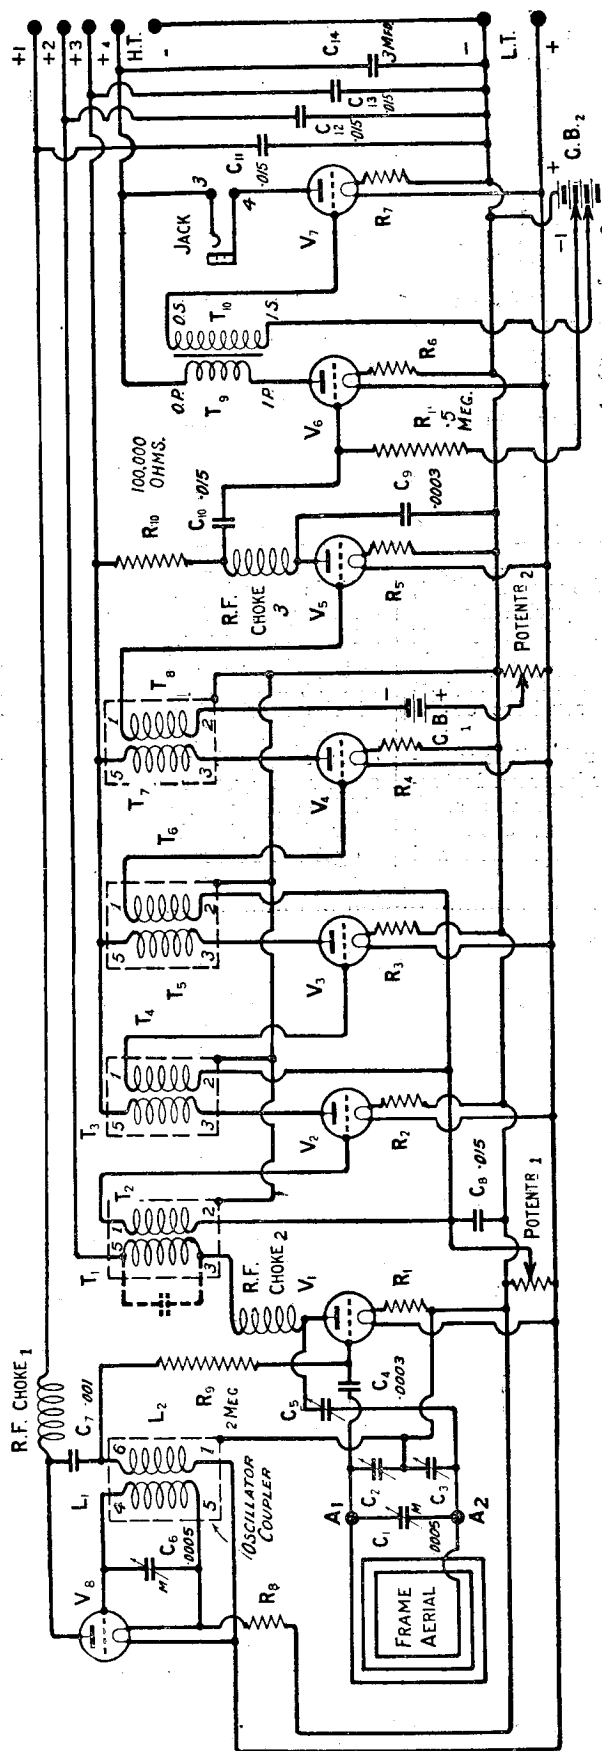 R.F. CHOKE 1
C7 .001
L1
L2
4
6
5
1
OSCILLATOR
COUPLER
V8
C6
.0005
M
R8
R9
2 MEG
FRAME
AERIAL
A1
A2
C1
.0005
M
C2
C3
C4
.0003
C5
R.F.
CHOKE 2
V1
R1
T1
T2
5
1
3
2
C8 .015
POTENTR 1
T3
T4
5
1
3
2
V2
R2
T5
T6
5
1
3
2
V3
R3
T7
T8
5
1
3
2
V4
R4
-
G.B. +
1
POTENTR 2
R10
100,000
OHMS.
C10 .015
R.F.
CHOKE
3
V5
R5
C9
.0003
O.P.
T9
I.P.
O.S.
T10
I.S.
V6
R6
R11
.5
MEG.
JACK
3
4
V7
R7
C11
.015
C12
.015
C13
.015
C14
3 MFD.
+1
+2
+3
+4
H.T.
-
-
L.T.
+
+
-1
G.B.2